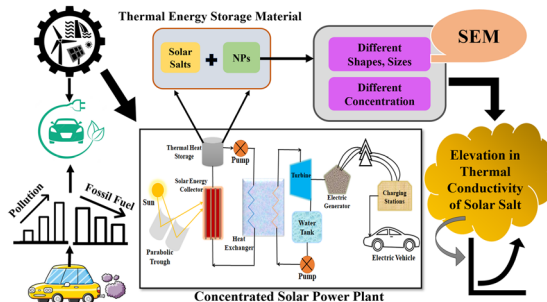 Thermal Energy Storage Material
Solar
Salts
+
NPs
Different
Shapes, Sizes
Different
Concentration
SEM
Elevation in
Thermal
Conductivity
of Solar Salt
Pollution
Fossil Fuel
Thermal Heat
Storage
Pump
Solar Energy
Collector
Sun
Parabolic
Trough
Heat
Exchanger
Turbine
Water
Tank
Pump
Electric
Generator
Charging
Stations
Electric Vehicle
Concentrated Solar Power Plant